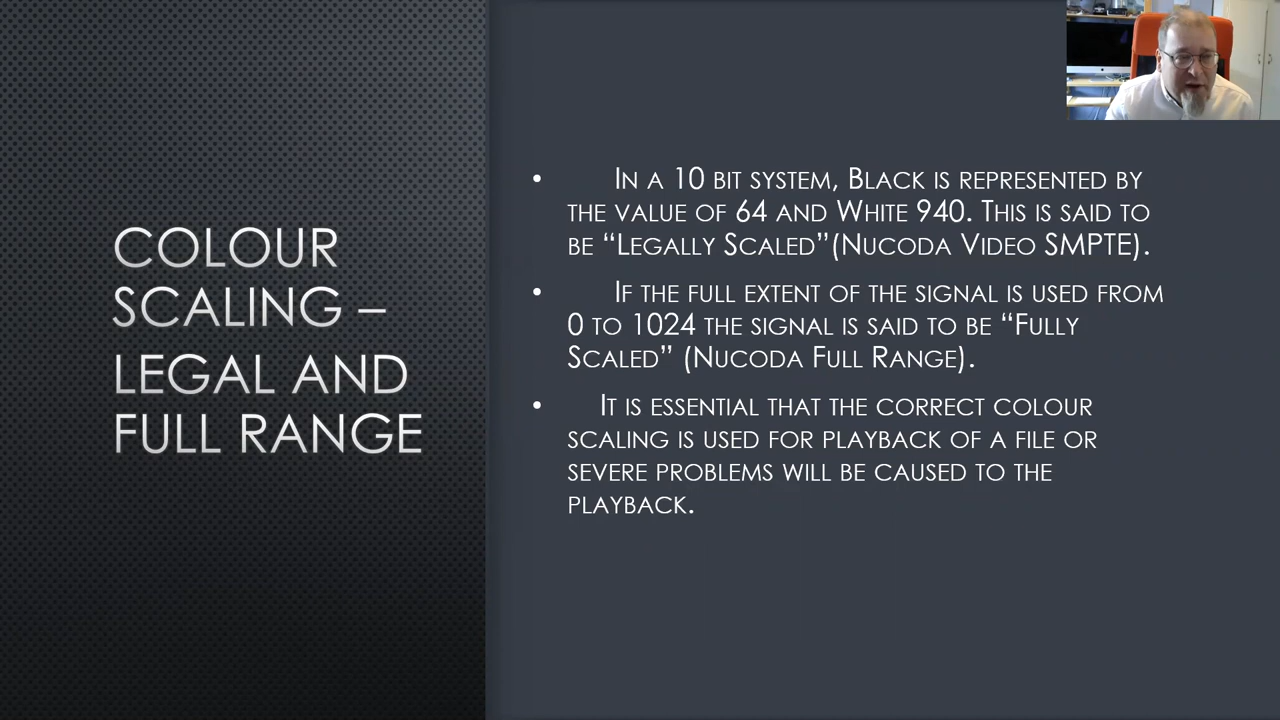 COLOUR
SCALING –
LEGAL AND
FULL RANGE
• IN A 10 BIT SYSTEM, BLACK IS REPRESENTED BY
THE VALUE OF 64 AND WHITE 940. THIS IS SAID TO
BE “LEGALLY SCALED”(NUCODA VIDEO SMPTE).
• IF THE FULL EXTENT OF THE SIGNAL IS USED FROM
0 TO 1024 THE SIGNAL IS SAID TO BE “FULLY
SCALED” (NUCODA FULL RANGE).
• IT IS ESSENTIAL THAT THE CORRECT COLOUR
SCALING IS USED FOR PLAYBACK OF A FILE OR
SEVERE PROBLEMS WILL BE CAUSED TO THE
PLAYBACK.